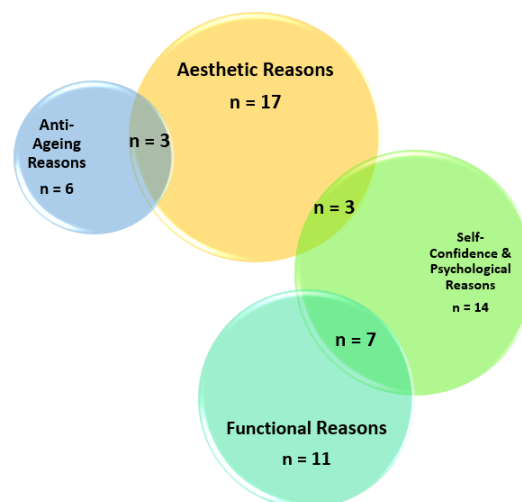 Aesthetic Reasons
n = 17
Anti-
Ageing
Reasons
n = 6
n = 3
n = 3
Self-
Confidence &
Psychological
Reasons
n = 14
n = 7
Functional Reasons
n = 11